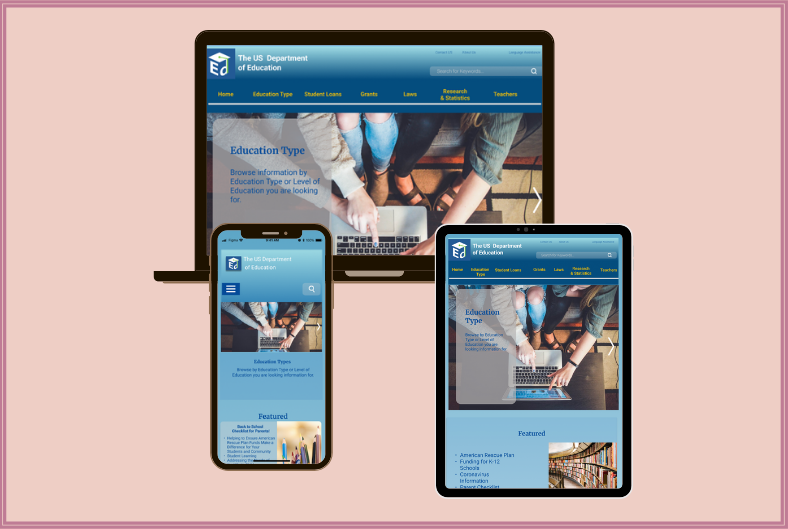 Contact US About Us Language Assistance
The US Department
of Education
Search for Keywords...
Home Education Type Student Loans Grants Laws Research
& Statistics Teachers
Education Type
Browse information by
Education Type or Level of
Education you are looking
for.
9:41 AM
The US Department
of Education
Education Types
Browse by Education Type or Level of
Education you are looking information for.
Featured
Back to School
Checklist for Parents!
Helping to Ensure American
Rescue Plan Funds Make a
Difference for Your
Students and Community
Student Learning
The US Department
of Education
Home Education
Type Student Loans Grants Laws Research
& Statistics Teachers
Education
Type
Browse by Education
Type or Level of
Education you are
looking information for.
Featured
American Rescue Plan
Funding for K-12
Schools
Coronavirus
Information
Parent Checklist